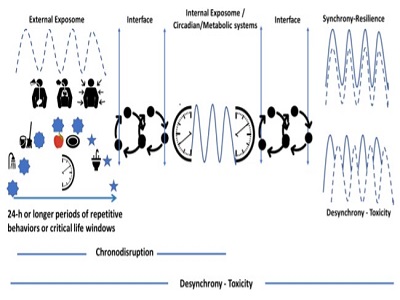 External Exposome
Interface
Internal Exposome /
Circadian/Metabolic systems
Interface
Synchrony-Resilience
Desynchrony - Toxicity
24-h or longer periods of repetitive
behaviors or critical life windows
Chronodisruption
Desynchrony - Toxicity